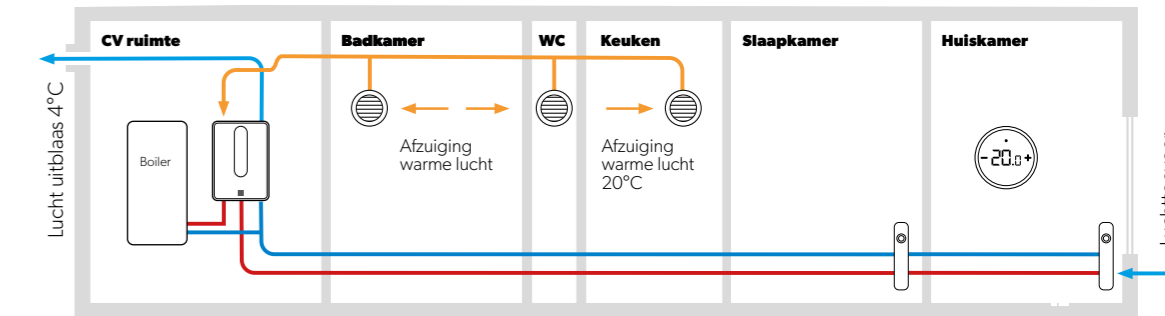 CV ruimte
Badkamer
WC
Keuken
Slaapkamer
Huiskamer
Lucht uitblaas 4°C
Boiler
Afzuiging
warme lucht
Afzuiging
warme lucht
20°C
-20.0+